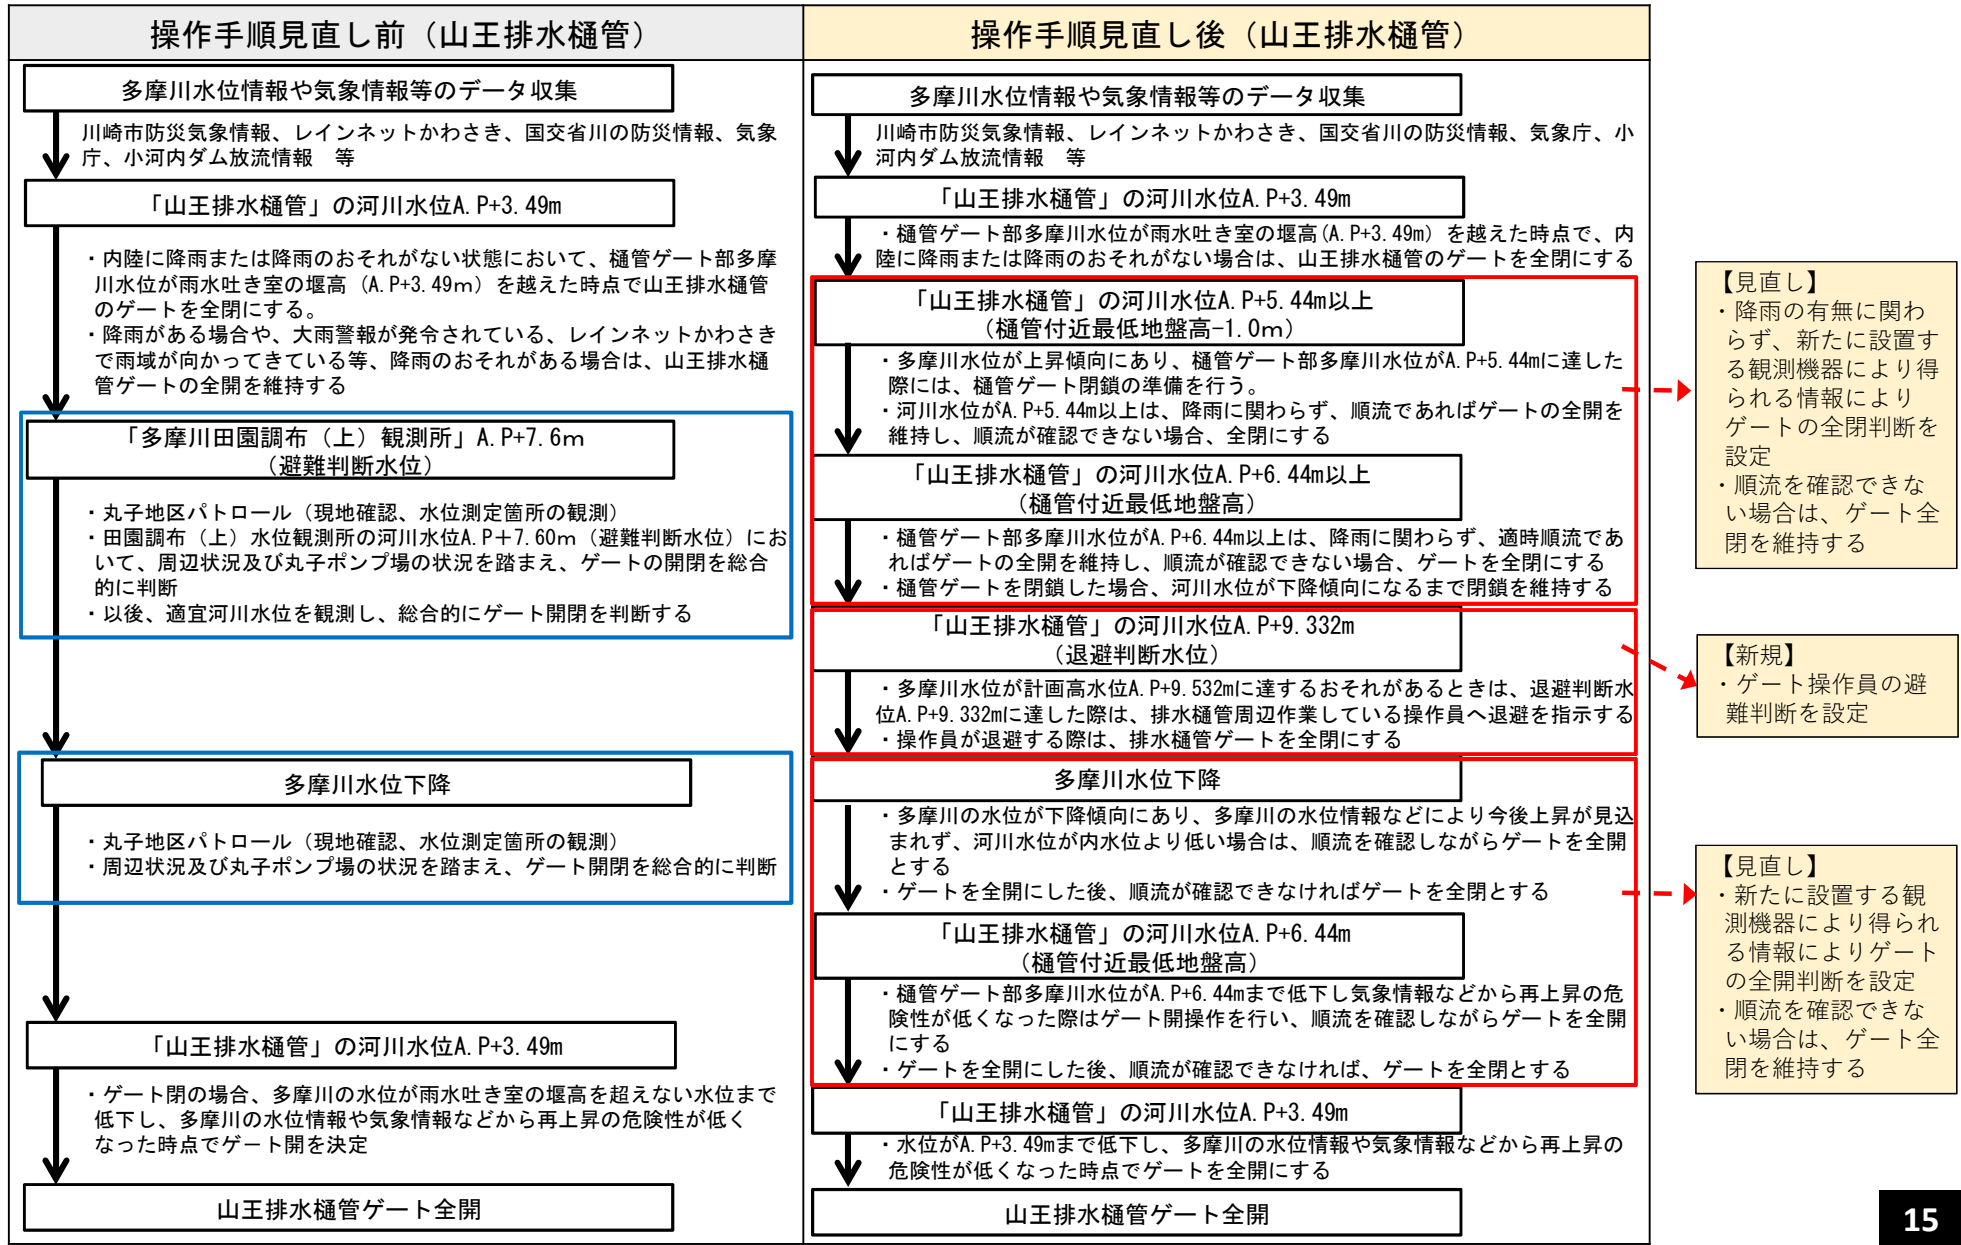 操作手順見直し前（山王排水樋管）
多摩川水位情報や気象情報等のデータ収集
川崎市防災気象情報、レインネットかわさき、国交省川の防災情報、気象
庁、小河内ダム放流情報　等
「山王排水樋管」の河川水位A.P+3.49m
・内陸に降雨または降雨のおそれがない状態において、樋管ゲート部多摩
川水位が雨水吐き室の堰高（A.P+3.49ｍ）を越えた時点で山王排水樋管
のゲートを全閉にする。
・降雨がある場合や、大雨警報が発令されている、レインネットかわさき
で雨域が向かってきている等、降雨のおそれがある場合は、山王排水樋
管ゲートの全開を維持する
「多摩川田園調布（上）観測所」A.P+7.6ｍ
（避難判断水位）
・丸子地区パトロール（現地確認、水位測定箇所の観測）
・田園調布（上）水位観測所の河川水位A.P＋7.60ｍ（避難判断水位）にお
いて、周辺状況及び丸子ポンプ場の状況を踏まえ、ゲートの開閉を総合
的に判断
・以後、適宜河川水位を観測し、総合的にゲート開閉を判断する
多摩川水位下降
・丸子地区パトロール（現地確認、水位測定箇所の観測）
・周辺状況及び丸子ポンプ場の状況を踏まえ、ゲート開閉を総合的に判断
「山王排水樋管」の河川水位A.P+3.49m
・ゲート閉の場合、多摩川の水位が雨水吐き室の堰高を超えない水位まで
低下し、多摩川の水位情報や気象情報などから再上昇の危険性が低く
なった時点でゲート開を決定
山王排水樋管ゲート全開
操作手順見直し後（山王排水樋管）
多摩川水位情報や気象情報等のデータ収集
川崎市防災気象情報、レインネットかわさき、国交省川の防災情報、気象庁、小
河内ダム放流情報　等
「山王排水樋管」の河川水位A.P+3.49m
・樋管ゲート部多摩川水位が雨水吐き室の堰高(A.P+3.49m）を越えた時点で、内
陸に降雨または降雨のおそれがない場合は、山王排水樋管のゲートを全閉にする
「山王排水樋管」の河川水位A.P+5.44m以上
（樋管付近最低地盤高-1.0ｍ）
・多摩川水位が上昇傾向にあり、樋管ゲート部多摩川水位がA.P+5.44mに達した
際には、樋管ゲート閉鎖の準備を行う。
・河川水位がA.P+5.44m以上は、降雨に関わらず、順流であればゲートの全開を
維持し、順流が確認できない場合、全閉にする
「山王排水樋管」の河川水位A.P+6.44m以上
（樋管付近最低地盤高）
・樋管ゲート部多摩川水位がA.P+6.44m以上は、降雨に関わらず、適時順流であ
ればゲートの全開を維持し、順流が確認できない場合、ゲートを全閉にする
・樋管ゲートを閉鎖した場合、河川水位が下降傾向になるまで閉鎖を維持する
「山王排水樋管」の河川水位A.P+9.332m
（退避判断水位）
・多摩川水位が計画高水位A.P+9.532mに達するおそれがあるときは、退避判断水
位A.P+9.332mに達した際は、排水樋管周辺作業している操作員へ退避を指示する
・操作員が退避する際は、排水樋管ゲートを全閉にする
多摩川水位下降
・多摩川の水位が下降傾向にあり、多摩川の水位情報などにより今後上昇が見込
まれず、河川水位が内水位より低い場合は、順流を確認しながらゲートを全開
とする
・ゲートを全開にした後、順流が確認できなければゲートを全閉とする
「山王排水樋管」の河川水位A.P+6.44m
（樋管付近最低地盤高）
・樋管ゲート部多摩川水位がA.P+6.44mまで低下し気象情報などから再上昇の危
険性が低くなった際はゲート開操作を行い、順流を確認しながらゲートを全開
にする
・ゲートを全開にした後、順流が確認できなければ、ゲートを全閉とする
「山王排水樋管」の河川水位A.P+3.49m
・水位がA.P+3.49mまで低下し、多摩川の水位情報や気象情報などから再上昇の
危険性が低くなった時点でゲートを全開にする
山王排水樋管ゲート全開
【見直し】
・降雨の有無に関わ
らず、新たに設置す
る観測機器により得
られる情報により
ゲートの全閉判断を
設定
・順流を確認できな
い場合は、ゲート全
閉を維持する
【新規】
・ゲート操作員の避
難判断を設定
【見直し】
・新たに設置する観
測機器により得られ
る情報によりゲート
の全開判断を設定
・順流を確認できな
い場合は、ゲート全
閉を維持する
15